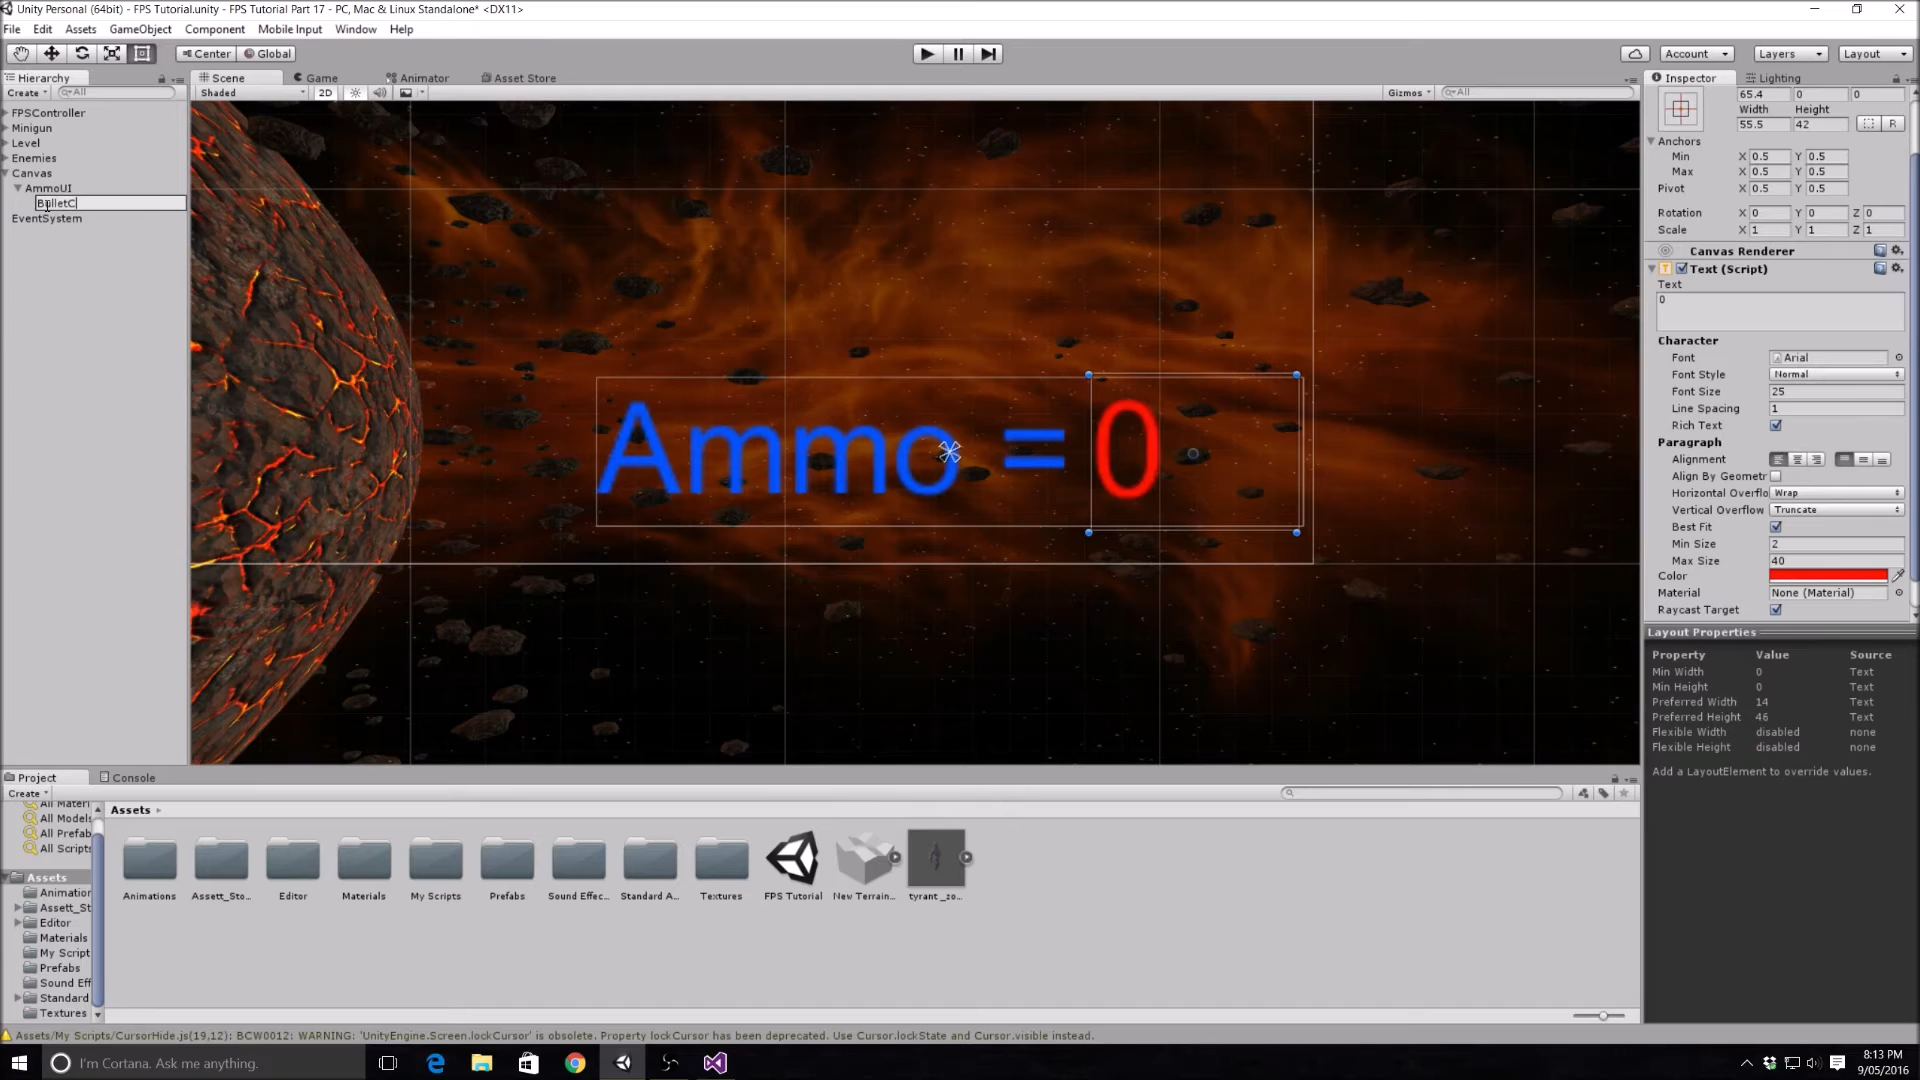 Unity Personal (64bit) - FPS Tutorial.unity - FPS Tutorial Part 17 - PC, Mac & Linux Standalone* <DX11>
File Edit Assets GameObject Component Mobile Input Window Help
Center Global Account Layers Layout
Hierarchy Scene Game Animator Asset Store Inspector Lighting
Create All Shaded 2D Gizmos All
65.4 0 0
Width Height
55.5 42 R
FPSController
Minigun
Level
Enemies
Canvas
AmmoUI
BulletC
EventSystem
Anchors
Min X 0.5 Y 0.5
Max X 0.5 Y 0.5
Pivot X 0.5 Y 0.5
Rotation X 0 Y 0 Z 0
Scale X 1 Y 1 Z 1
Canvas Renderer
Text (Script)
Text
0
Character
Font Arial
Font Style Normal
Font Size 25
Line Spacing 1
Rich Text
Paragraph
Alignment
Align By Geometr
Horizontal Overflo Wrap
Vertical Overflow Truncate
Best Fit
Min Size 2
Max Size 40
Color
Material None (Material)
Raycast Target
Ammo = 0
Layout Properties
Property Value Source
Min Width 0 Text
Min Height 0 Text
Preferred Width 14 Text
Preferred Height 46 Text
Flexible Width disabled none
Flexible Height disabled none
Add a LayoutElement to override values.
Project Console
Create
All Materi
All Models
All Prefab
All Scripts
Assets
Animation
Assett_St
Editor
Materials
My Script
Prefabs
Sound Eff
Standard
Textures
Assets
Animations Assett_Sto... Editor Materials My Scripts Prefabs Sound Effec... Standard A... Textures FPS Tutorial New Terrain... tyrant_zo...
Assets/My Scripts/CursorHide.js(19,12): BCW0012: WARNING: 'UnityEngine.Screen.lockCursor' is obsolete. Property lockCursor has been deprecated. Use Cursor.lockState and Cursor.visible instead.
I'm Cortana. Ask me anything.
8:13 PM
9/05/2016